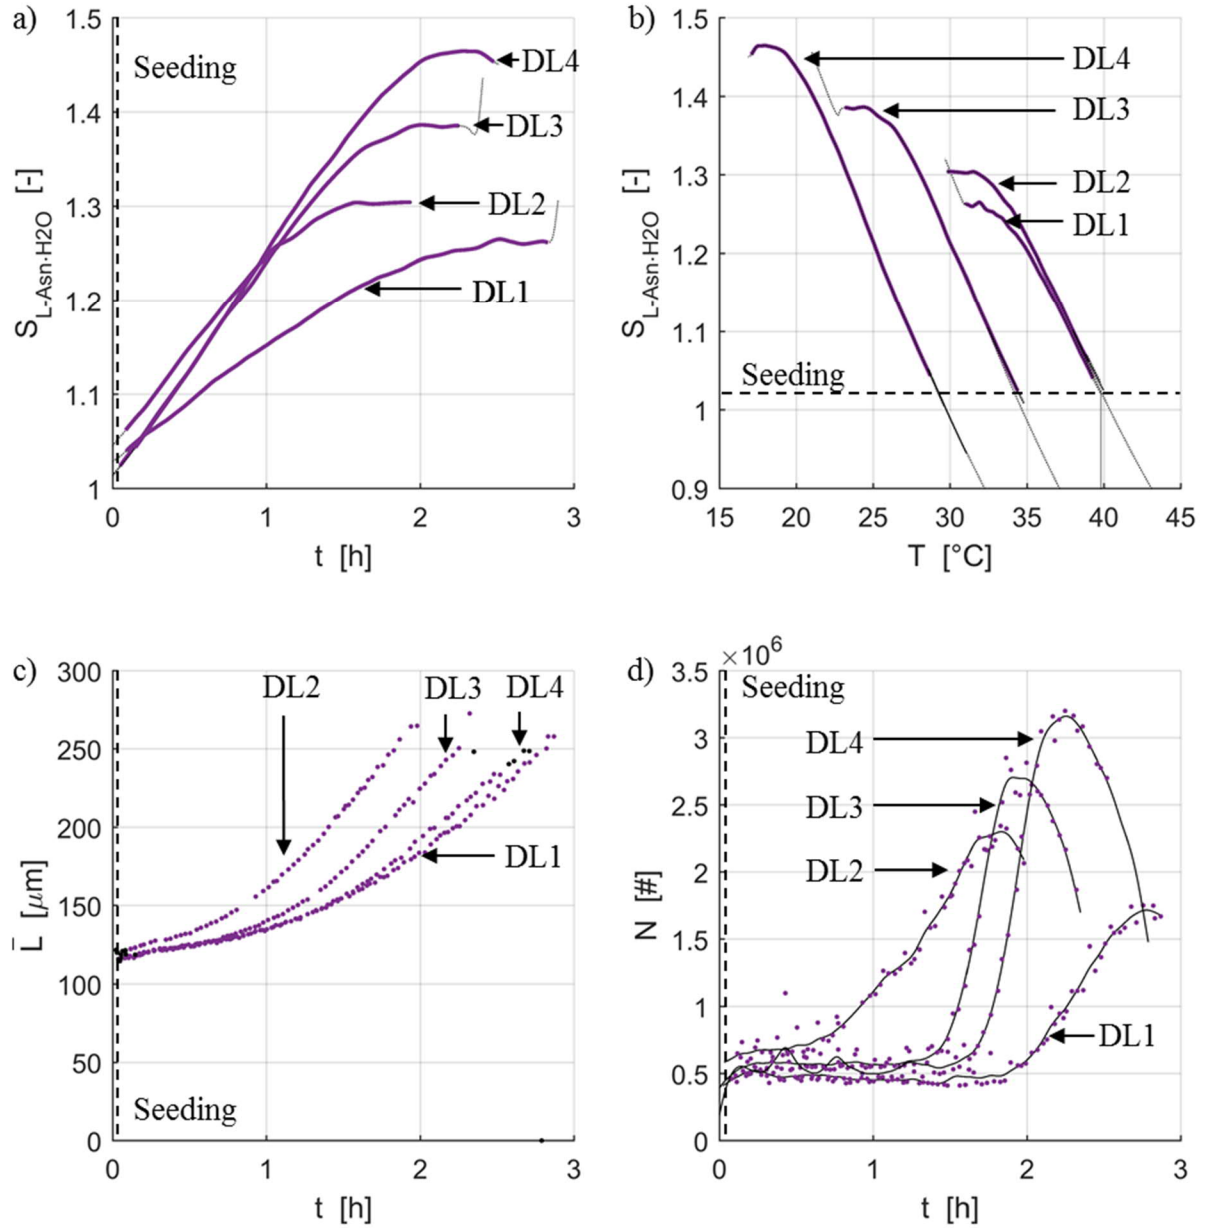 a)
1.5
1.4
1.3
1.2
1.1
1
S_L-Asn·H2O [-]
Seeding
DL4
DL3
DL2
DL1
0 1 2 3
t [h]
b)
1.5
1.4
1.3
1.2
1.1
1
0.9
S_L-Asn·H2O [-]
DL4
DL3
DL2
DL1
Seeding
15 20 25 30 35 40 45
T [°C]
c)
300
250
200
150
100
50
0
L̄ [μm]
DL2 DL3 DL4
DL1
Seeding
0 1 2 3
t [h]
d)
×10⁶
3.5
3
2.5
2
1.5
1
0.5
0
N [#]
Seeding
DL4
DL3
DL2
DL1
0 1 2 3
t [h]